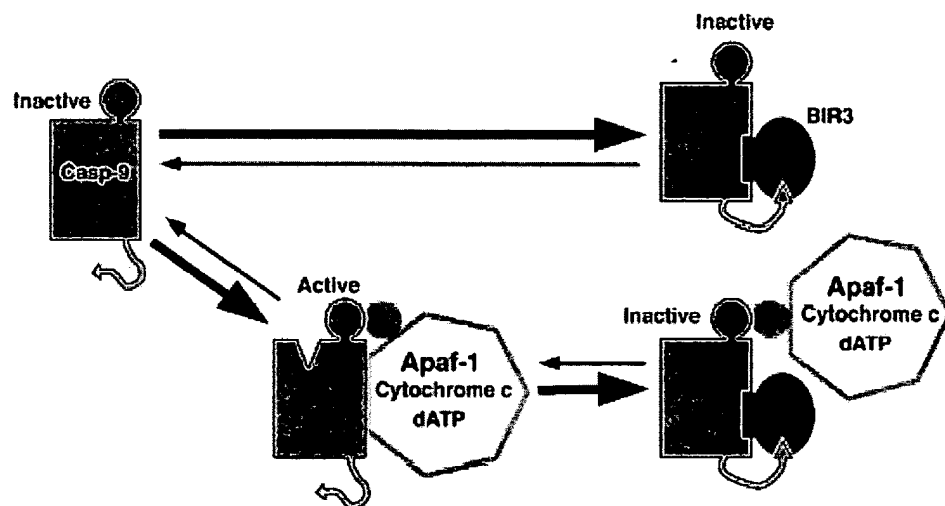 Inactive
Inactive
BIR3
Casp-9
Active
Apaf-1
Cytochrome c
dATP
Inactive
Apaf-1
Cytochrome c
dATP